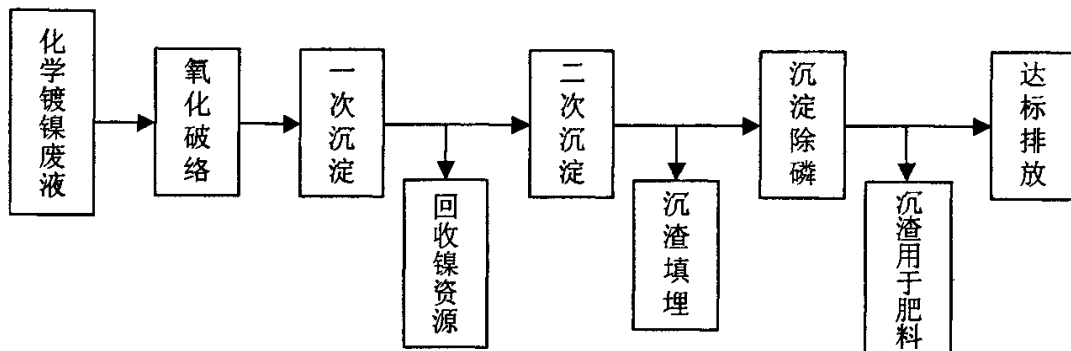 化学镀镍废液
氧化破络
一次沉淀
二次沉淀
沉淀除磷
达标排放
回收镍资源
沉渣填埋
沉渣用于肥料